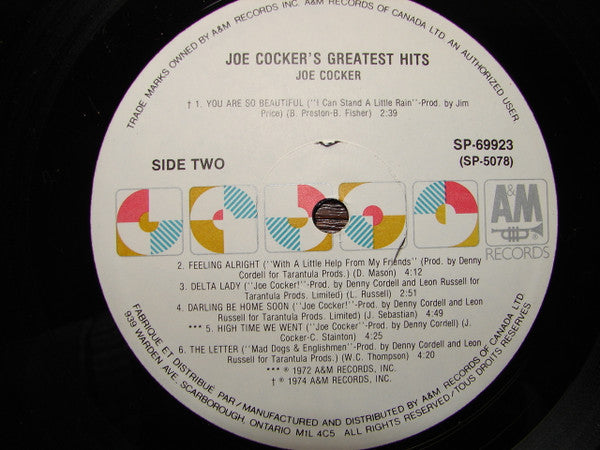 TRADE MARKS OWNED BY A&M RECORDS INC. A&M RECORDS OF CANADA LTD AN AUTHORIZED USER
JOE COCKER'S GREATEST HITS
JOE COCKER
† 1. YOU ARE SO BEAUTIFUL ("I Can Stand A Little Rain"-Prod. by Jim
Price) (B. Preston-B. Fisher) 2:39
SIDE TWO
SP-69923
(SP-5078)
A&M
RECORDS
2. FEELING ALRIGHT ("With A Little Help From My Friends" (Prod. by Denny
Cordell for Tarantula Prods.) (D. Mason) 4:12
3. DELTA LADY ("Joe Cocker!"-Prod. by Denny Cordell and Leon Russell for
Tarantula Prods. Limited) (L. Russell) 2:51
4. DARLING BE HOME SOON ("Joe Cocker!"-Prod. by Denny Cordell and Leon
Russell for Tarantula Prods. Limited) (J. Sebastian) 4:49
*** 5. HIGH TIME WE WENT ("Joe Cocker"-Prod. by Denny Cordell) (J.
Cocker-C. Stainton) 4:25
6. THE LETTER ("Mad Dogs & Englishmen"-Prod. by Denny Cordell and Leon
Russell for Tarantula Prods.) (W.C. Thompson) 4:20
*** ℗ 1972 A&M RECORDS, INC.
† ℗ 1974 A&M RECORDS, INC.
FABRIQUE ET DISTRIBUE PAR/MANUFACTURED AND DISTRIBUTED BY A&M RECORDS OF CANADA LTD
939 WARDEN AVE. SCARBOROUGH, ONTARIO M1L 4C5 ALL RIGHTS RESERVED/TOUS DROITS RESERVES